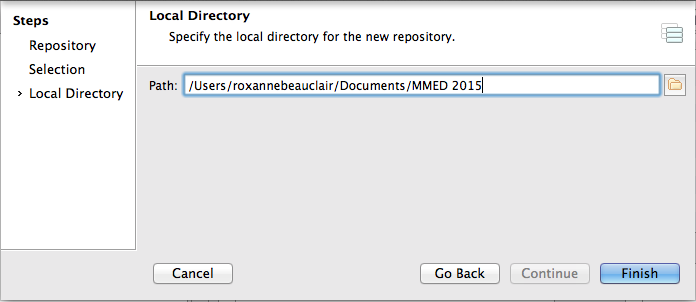 Steps
Repository
Selection
› Local Directory
Local Directory
Specify the local directory for the new repository.
Path: /Users/roxannebeauclair/Documents/MMED 2015
Cancel Go Back Continue Finish